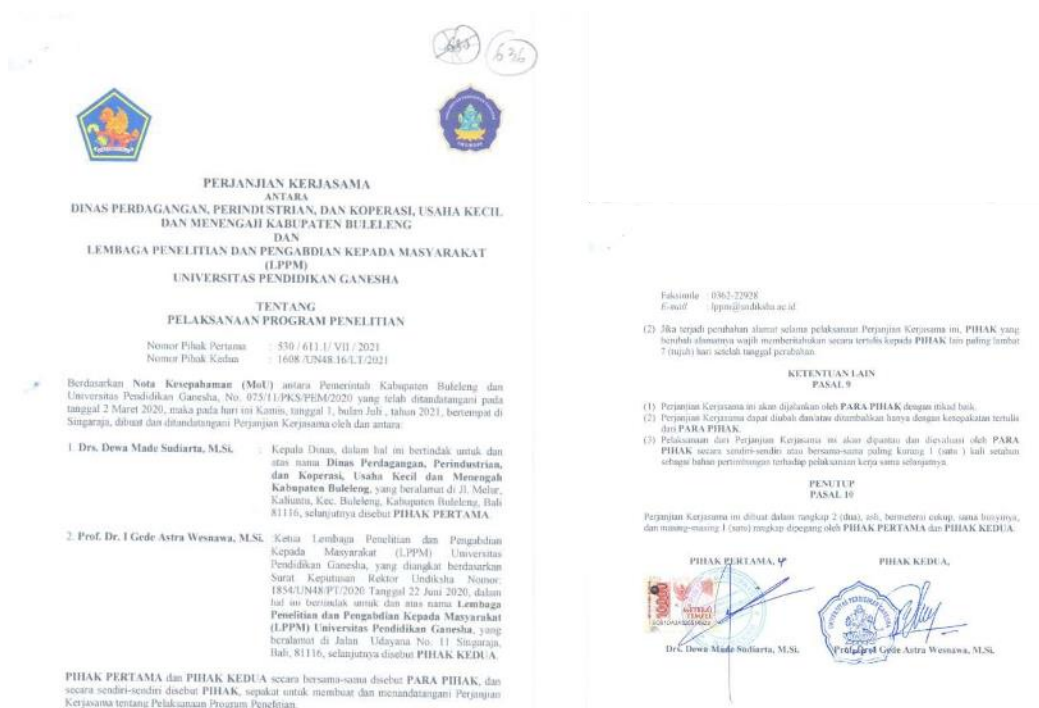 636
PERJANJIAN KERJASAMA
ANTARA
DINAS PERDAGANGAN, PERINDUSTRIAN, DAN KOPERASI, USAHA KECIL
DAN MENENGAH KABUPATEN BULELENG
DAN
LEMBAGA PENELITIAN DAN PENGABDIAN KEPADA MASYARAKAT
(LPPM)
UNIVERSITAS PENDIDIKAN GANESHA
TENTANG
PELAKSANAAN PROGRAM PENELITIAN
Nomor Pihak Pertama : 530 / 611.1/ VII / 2021
Nomor Pihak Kedua : 1608 /UN48.16/LT/2021
Berdasarkan Nota Kesepahaman (MoU) antara Pemerintah Kabupaten Buleleng dan
Universitas Pendidikan Ganesha, No. 075/11/PKS/PEM/2020 yang telah ditandatangani pada
tanggal 2 Maret 2020, maka pada hari ini Kamis, tanggal 1, bulan Juli , tahun 2021, bertempat di
Singaraja, dibuat dan ditandatangani Perjanjian Kerjasama oleh dan antara:
1. Drs. Dewa Made Sudiarta, M.Si. : Kepala Dinas, dalam hal ini bertindak untuk dan
atas nama Dinas Perdagangan, Perindustrian,
dan Koperasi, Usaha Kecil dan Menengah
Kabupaten Buleleng, yang beralamat di Jl. Melur,
Kaliuntu, Kec. Buleleng, Kabupaten Buleleng, Bali
81116, selanjutnya disebut PIHAK PERTAMA.
2. Prof. Dr. I Gede Astra Wesnawa, M.Si. Ketua Lembaga Penelitian dan Pengabdian
Kepada Masyarakat (LPPM) Universitas
Pendidikan Ganesha, yang diangkat berdasarkan
Surat Keputusan Rektor Undiksha Nomor:
1854/UN48/PT/2020 Tanggal 22 Juni 2020, dalam
hal ini bertindak untuk dan atas nama Lembaga
Penelitian dan Pengabdian Kepada Masyarakat
(LPPM) Universitas Pendidikan Ganesha, yang
beralamat di Jalan Udayana No. 11 Singaraja,
Bali, 81116, selanjutnya disebut PIHAK KEDUA.
PIHAK PERTAMA dan PIHAK KEDUA secara bersama-sama disebut PARA PIHAK, dan
secara sendiri-sendiri disebut PIHAK, sepakat untuk membuat dan menandatangani Perjanjian
Kerjasama tentang Pelaksanaan Program Penelitian.
Faksimile : 0362-22928
E-mail : lppm@undiksha.ac.id
(2) Jika terjadi perubahan alamat selama pelaksanaan Perjanjian Kerjasama ini, PIHAK yang
berubah alamatnya wajib memberitahukan secara tertulis kepada PIHAK lain paling lambat
7 (tujuh) hari setelah tanggal perubahan.
KETENTUAN LAIN
PASAL 9
(1) Perjanjian Kerjasama ini akan dijalankan oleh PARA PIHAK dengan itikad baik.
(2) Perjanjian Kerjasama dapat diubah dan/atau ditambahkan hanya dengan kesepakatan tertulis
dari PARA PIHAK.
(3) Pelaksanaan dari Perjanjian Kerjasama ini akan dipantau dan dievaluasi oleh PARA
PIHAK secara sendiri-sendiri atau bersama-sama paling kurang 1 (satu ) kali setahun
sebagai bahan pertimbangan terhadap pelaksanaan kerja sama selanjutnya.
PENUTUP
PASAL 10
Perjanjian Kerjasama ini dibuat dalam rangkap 2 (dua), asli, bermeterai cukup, sama bunyinya,
dan masing-masing 1 (satu) rangkap dipegang oleh PIHAK PERTAMA dan PIHAK KEDUA.
PIHAK PERTAMA, PIHAK KEDUA,
Drs. Dewa Made Sudiarta, M.Si. Gede Astra Wesnawa, M.Si.